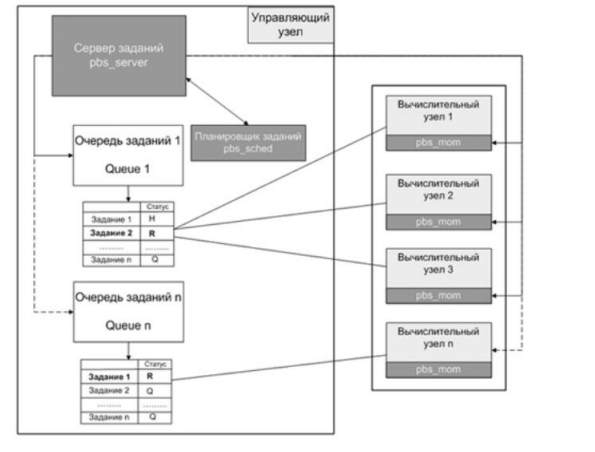 Управляющий
узел
Сервер заданий
pbs_server
Планировщик заданий
pbs_sched
Очередь заданий 1
Queue 1
Статус
Задание 1 H
Задание 2 R
......... .........
Задание n Q
Очередь заданий n
Queue n
Статус
Задание 1 R
Задание 2 Q
......... .........
Задание n Q
Вычислительный
узел 1
pbs_mom
Вычислительный
узел 2
pbs_mom
Вычислительный
узел 3
pbs_mom
Вычислительный
узел n
pbs_mom